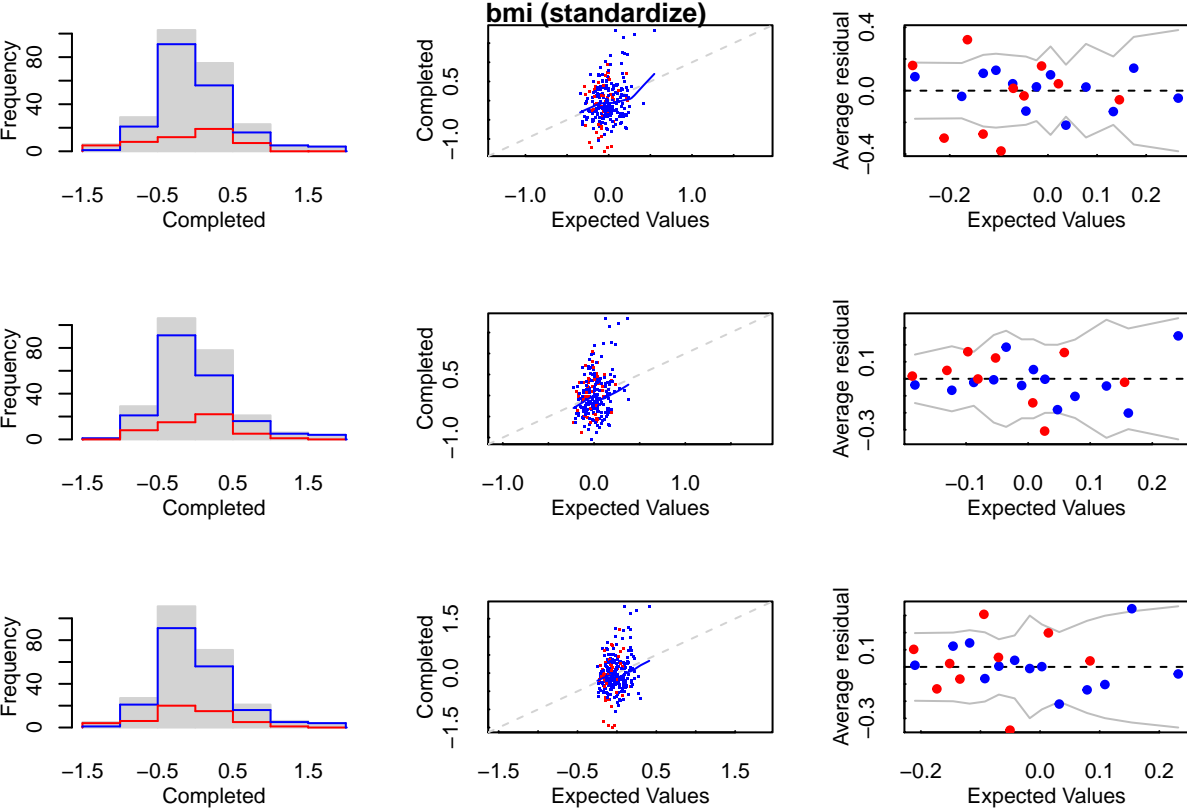 bmi (standardize)
Frequency
0 40 80
−1.5 −0.5 0.5 1.5
Completed
Completed
−1.0 0.5
−1.0 0.0 1.0
Expected Values
Average residual
−0.4 0.0 0.4
−0.2 0.0 0.1 0.2
Expected Values
Frequency
0 40 80
−1.5 −0.5 0.5 1.5
Completed
Completed
−1.0 0.5
−1.0 0.0 1.0
Expected Values
Average residual
−0.3 0.1
−0.1 0.0 0.1 0.2
Expected Values
Frequency
0 40 80
−1.5 −0.5 0.5 1.5
Completed
Completed
−1.5 0.0 1.5
−1.5 −0.5 0.5 1.5
Expected Values
Average residual
−0.3 0.1
−0.2 0.0 0.1 0.2
Expected Values